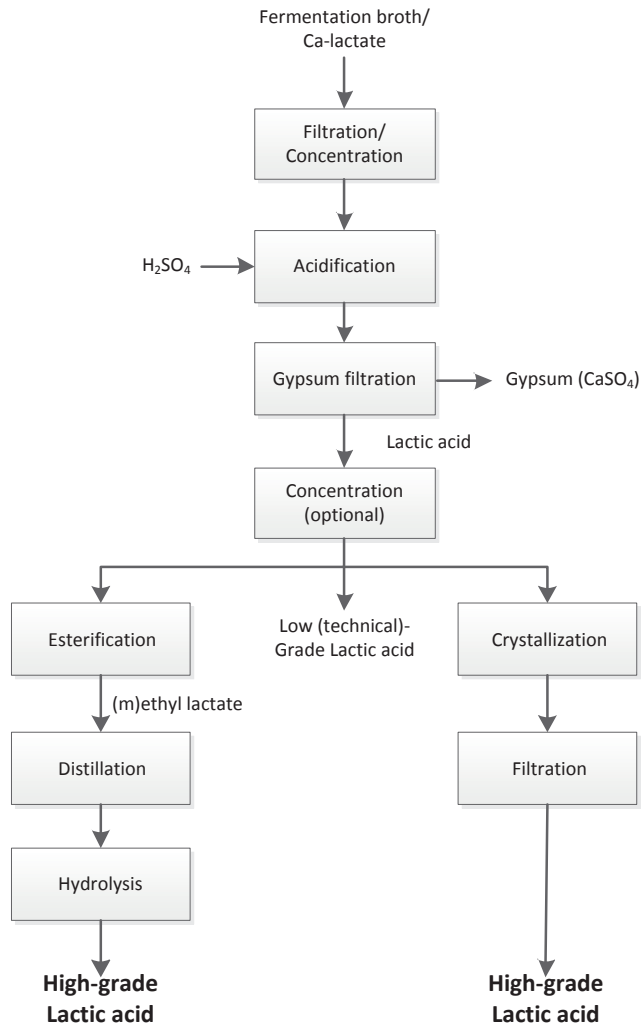 Fermentation broth/
Ca-lactate
Filtration/
Concentration
H₂SO₄
Acidification
Gypsum filtration
Gypsum (CaSO₄)
Lactic acid
Concentration
(optional)
Esterification
Low (technical)-
Grade Lactic acid
Crystallization
(m)ethyl lactate
Distillation
Filtration
Hydrolysis
High-grade
Lactic acid
High-grade
Lactic acid